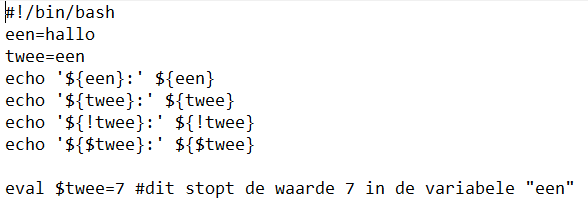 #!/bin/bash
een=hallo
twee=een
echo '${een}:' ${een}
echo '${twee}:' ${twee}
echo '${!twee}:' ${!twee}
echo '${$twee}:' ${$twee}
eval $twee=7 #dit stopt de waarde 7 in de variabele "een"